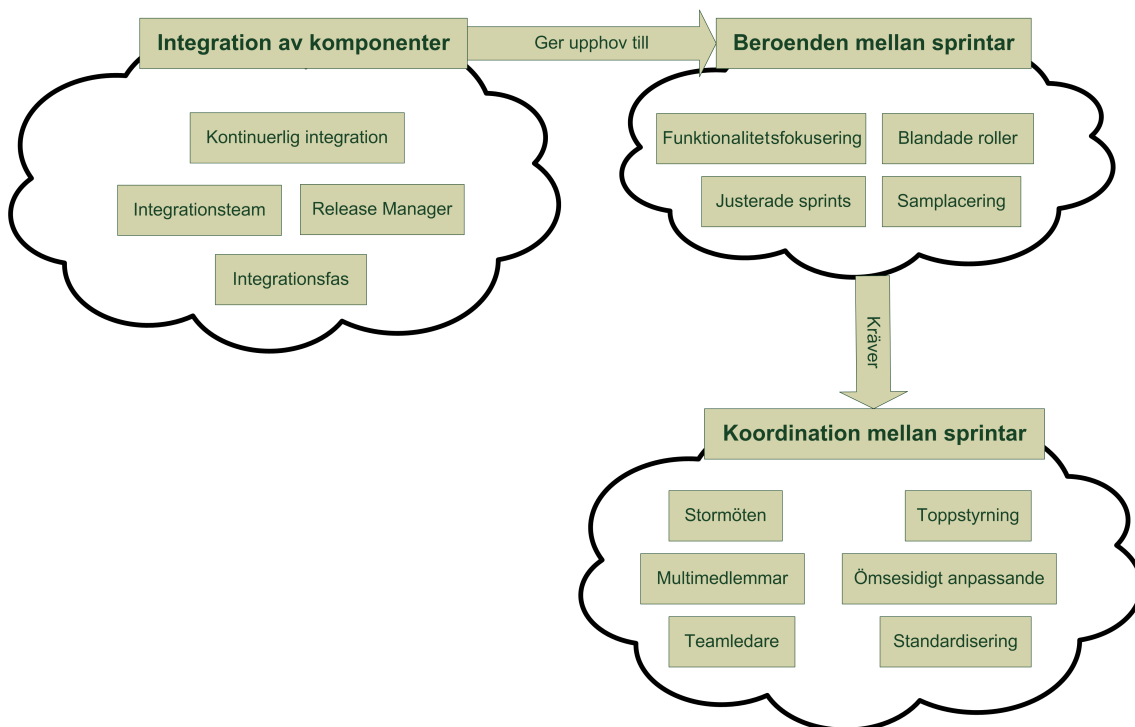 Integration av komponenter
Ger upphov till
Beroenden mellan sprintar
Kontinuerlig integration
Integrationsteam
Release Manager
Integrationsfas
Funktionalitetsfokusering
Blandade roller
Justerade sprints
Samplacering
Kräver
Koordination mellan sprintar
Stormöten
Toppstyrning
Multimedlemmar
Ömsesidigt anpassande
Teamledare
Standardisering